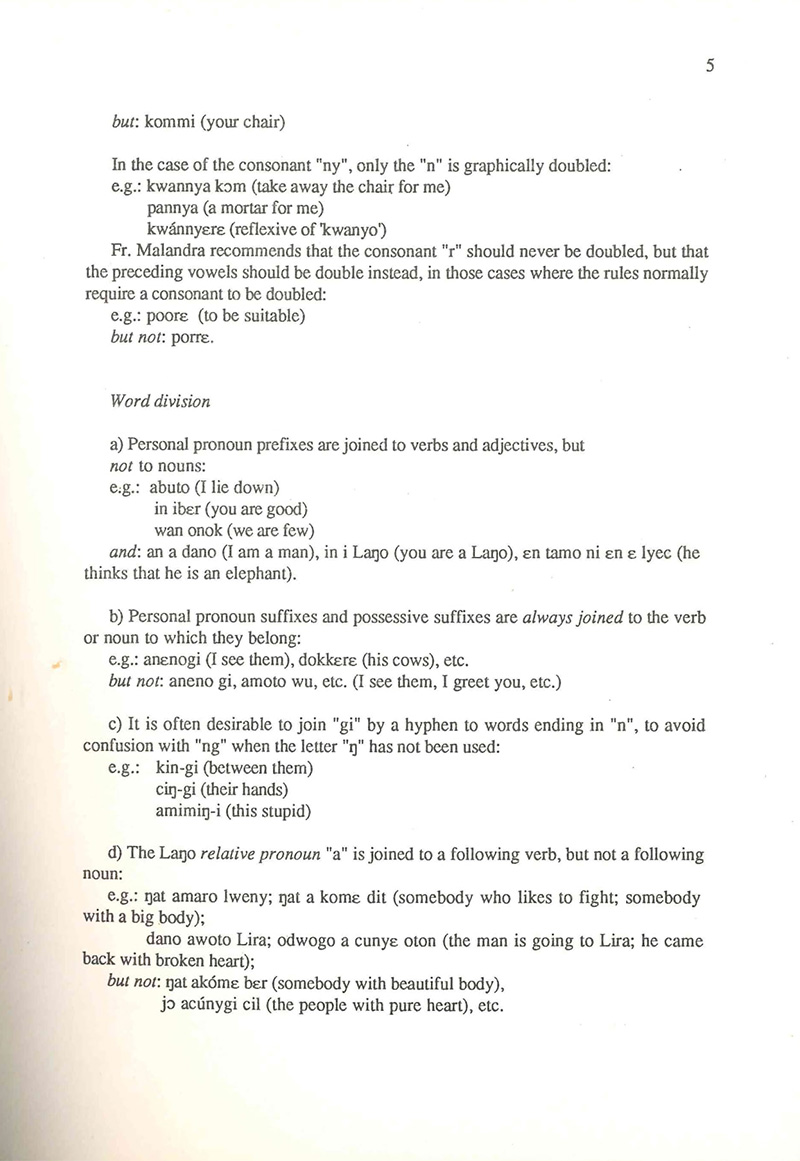 5
but: kommi (your chair)
In the case of the consonant "ny", only the "n" is graphically doubled:
e.g.: kwannya kɔm (take away the chair for me)
pannya (a mortar for me)
kwánnyɛrɛ (reflexive of 'kwanyo')
Fr. Malandra recommends that the consonant "r" should never be doubled, but that
the preceding vowels should be double instead, in those cases where the rules normally
require a consonant to be doubled:
e.g.: poorɛ (to be suitable)
but not: porrɛ.
Word division
a) Personal pronoun prefixes are joined to verbs and adjectives, but
not to nouns:
e.g.: abuto (I lie down)
in ibɛr (you are good)
wan onok (we are few)
and: an a dano (I am a man), in i Laŋo (you are a Laŋo), ɛn tamo ni ɛn ɛ lyec (he
thinks that he is an elephant).
b) Personal pronoun suffixes and possessive suffixes are always joined to the verb
or noun to which they belong:
e.g.: anɛnogi (I see them), dokkɛrɛ (his cows), etc.
but not: aneno gi, amoto wu, etc. (I see them, I greet you, etc.)
c) It is often desirable to join "gi" by a hyphen to words ending in "n", to avoid
confusion with "ng" when the letter "ŋ" has not been used:
e.g.: kin-gi (between them)
ciŋ-gi (their hands)
amimiŋ-i (this stupid)
d) The Laŋo relative pronoun "a" is joined to a following verb, but not a following
noun:
e.g.: ŋat amaro lweny; ŋat a komɛ dit (somebody who likes to fight; somebody
with a big body);
dano awoto Lira; odwogo a cunyɛ oton (the man is going to Lira; he came
back with broken heart);
but not: ŋat akómɛ bɛr (somebody with beautiful body),
jɔ acúnygi cil (the people with pure heart), etc.